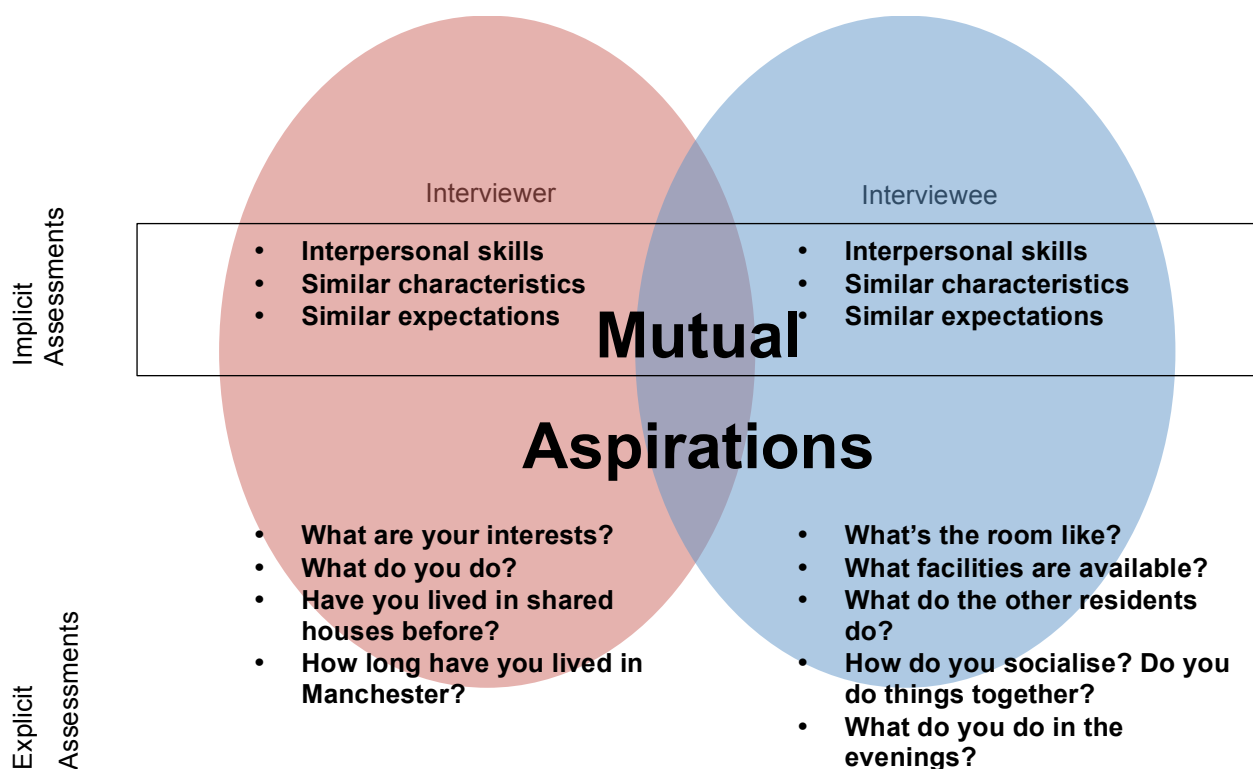 Interviewer
Interviewee
Implicit
Assessments
• Interpersonal skills
• Similar characteristics
• Similar expectations
• Interpersonal skills
• Similar characteristics
• Similar expectations
Mutual
Aspirations
Explicit
Assessments
• What are your interests?
• What do you do?
• Have you lived in shared
houses before?
• How long have you lived in
Manchester?
• What’s the room like?
• What facilities are available?
• What do the other residents
do?
• How do you socialise? Do you
do things together?
• What do you do in the
evenings?